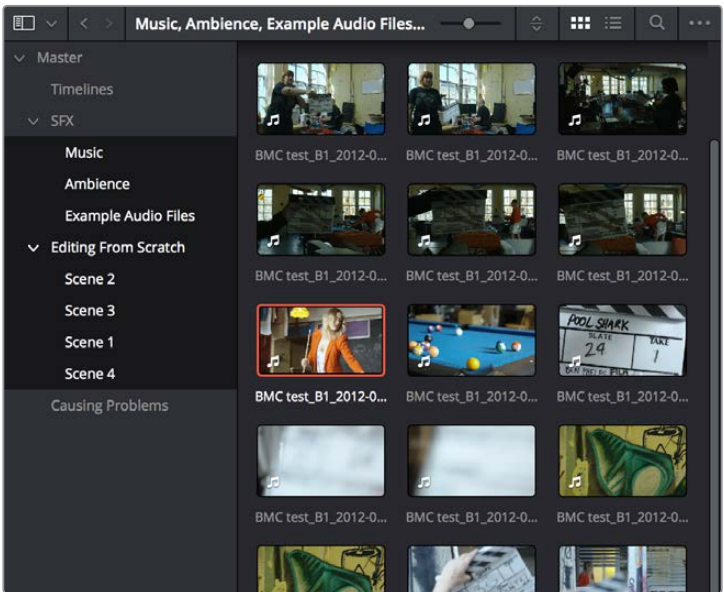 Music, Ambience, Example Audio Files...
Master
Timelines
SFX
Music
Ambience
Example Audio Files
Editing From Scratch
Scene 2
Scene 3
Scene 1
Scene 4
Causing Problems
BMC test_B1_2012-0...
BMC test_B1_2012-0...
BMC test_B1_2012-0...
BMC test_B1_2012-0...
BMC test_B1_2012-0...
BMC test_B1_2012-0...
POOL SHARK
SLATE
TAKE
24
1
FILM
BMC test_B1_2012-0...
BMC test_B1_2012-0...
BMC test_B1_2012-0...
BMC test_B1_2012-0...
BMC test_B1_2012-0...
BMC test_B1_2012-0...